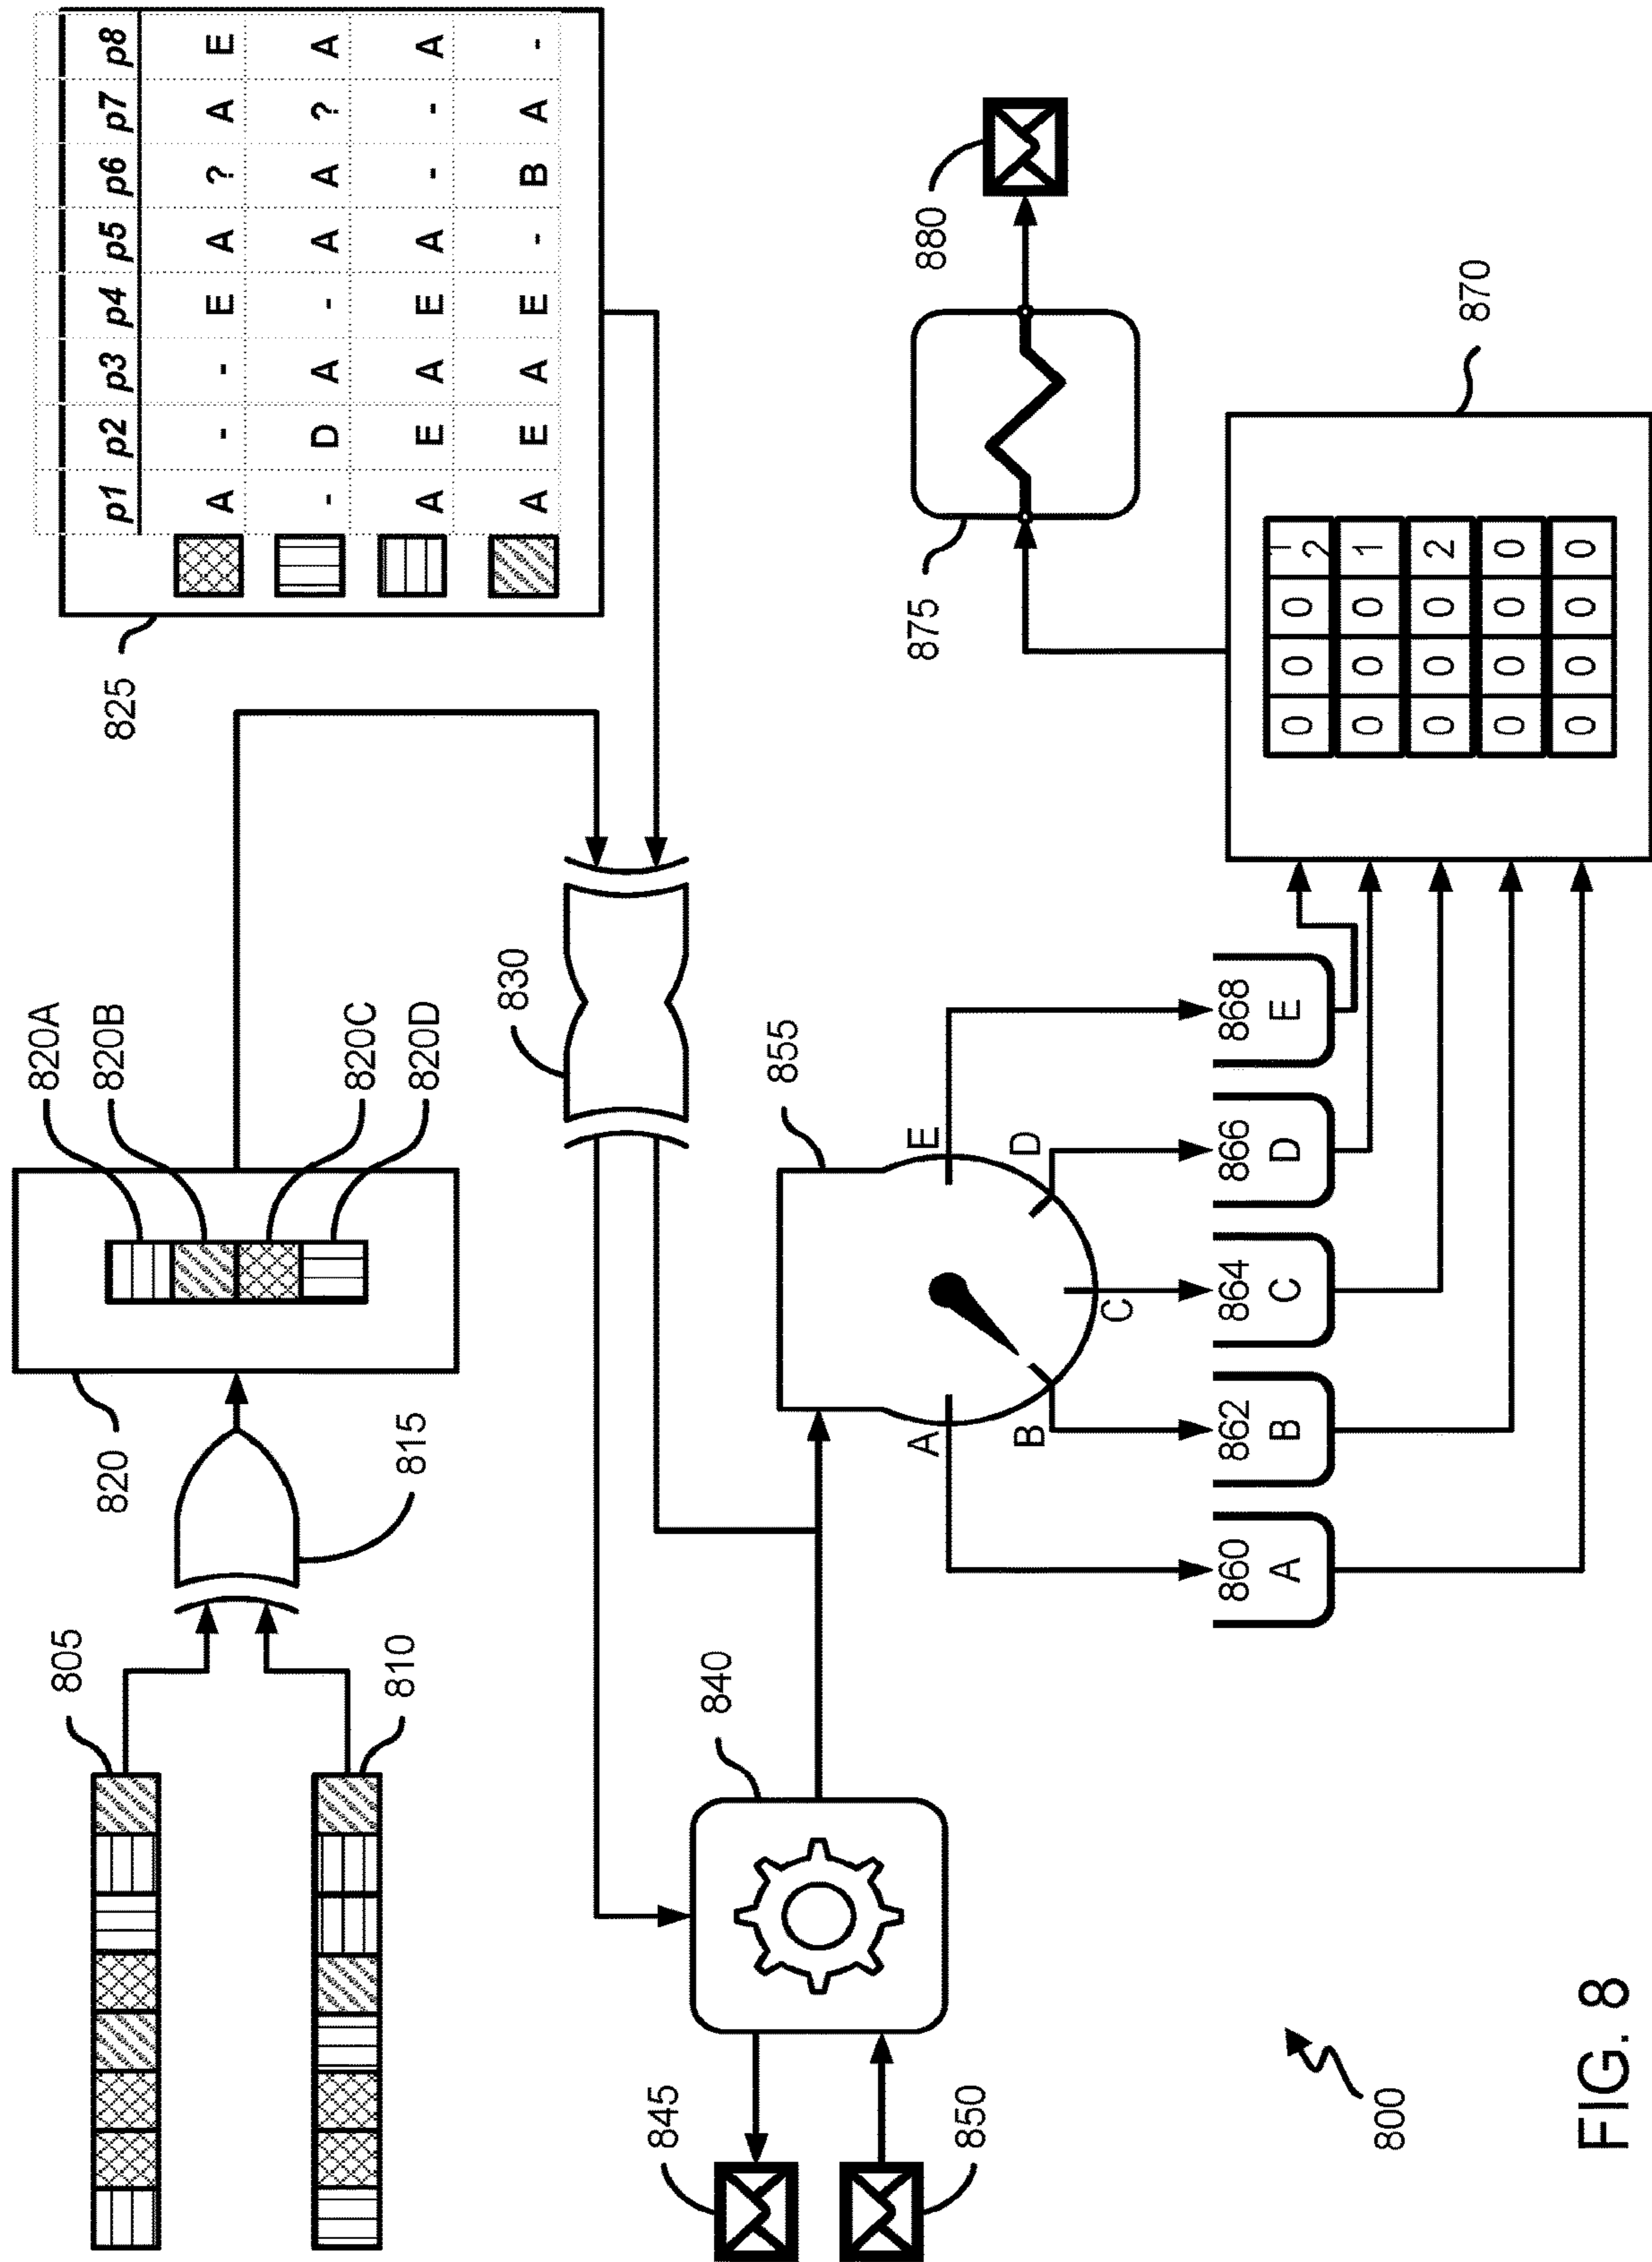 805
810
815
820
820A
820B
820C
820D
825
p1 p2 p3 p4 p5 p6 p7 p8
A - - E A ? A E
- D A - A A ? A
A E A E A - - A
A E A E - B A -
830
840
845
850
855
A
B
C
D
E
860
A
862
B
864
C
866
D
868
E
870
0 0 0 1 2
0 0 0 1
0 0 0 2
0 0 0 0
0 0 0 0
875
880
800
FIG. 8